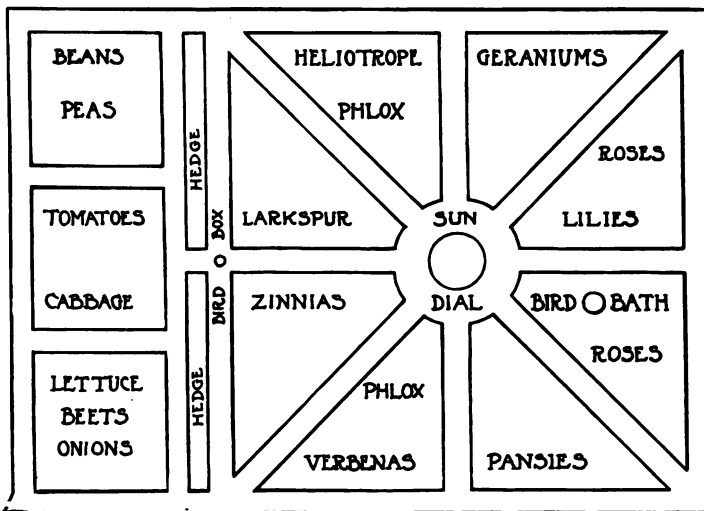 BEANS
PEAS
TOMATOES
CABBAGE
LETTUCE
BEETS
ONIONS
HEDGE
HEDGE
BIRD BOX
HELIOTROPE
PHLOX
GERANIUMS
LARKSPUR
ROSES
LILIES
SUN
DIAL
ZINNIAS
BIRD BATH
ROSES
PHLOX
VERBENAS
PANSIES